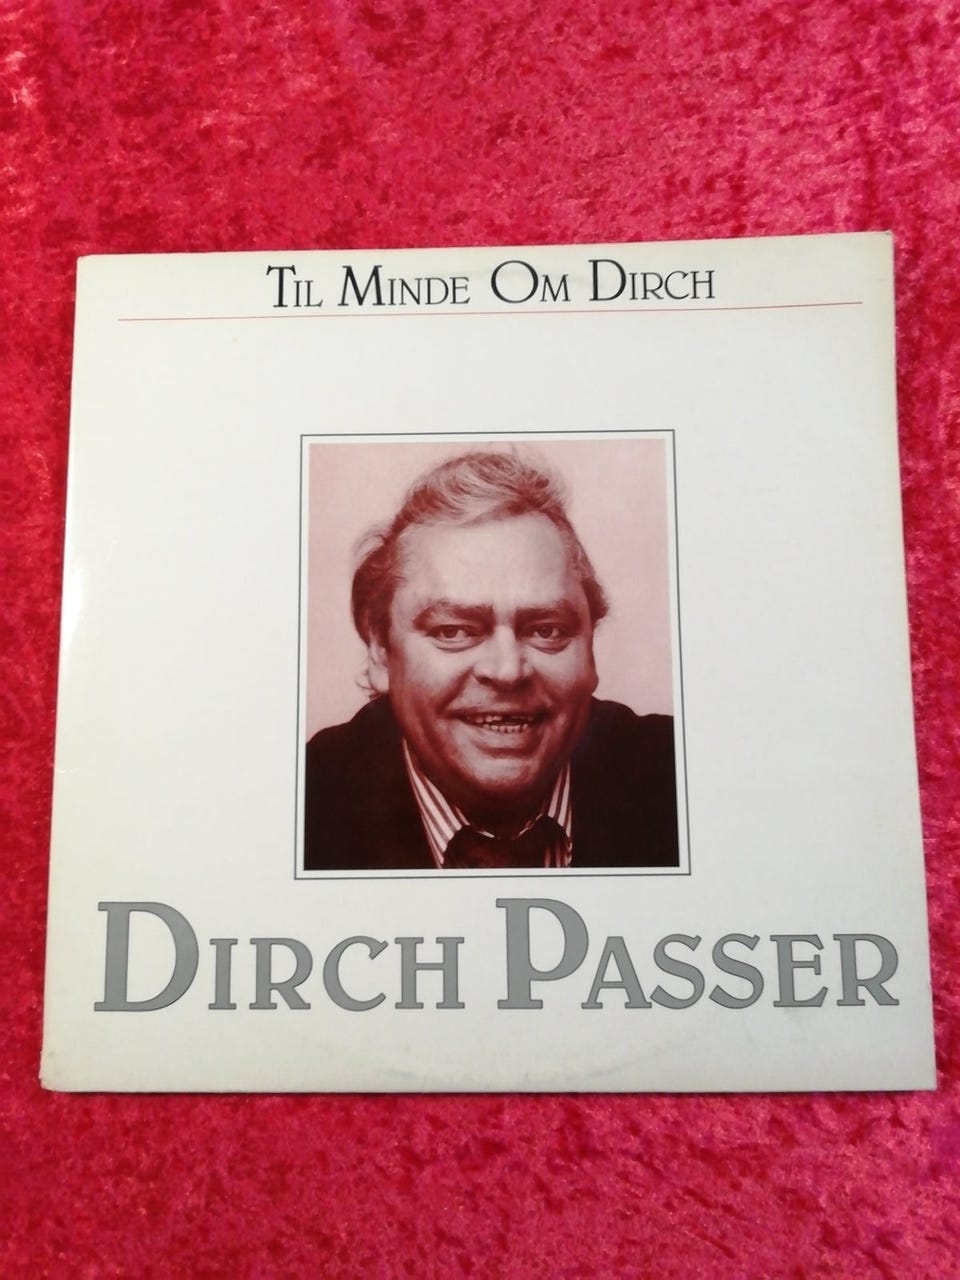 Til Minde Om Dirch
Dirch Passer